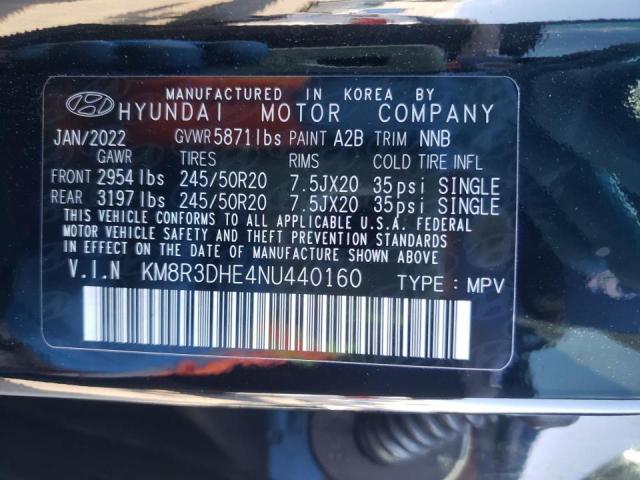 MANUFACTURED IN KOREA BY
HYUNDAI MOTOR COMPANY
JAN/2022 GVWR 5871lbs PAINT A2B TRIM NNB
GAWR TIRES RIMS COLD TIRE INFL
FRONT 2954lbs 245/50R20 7.5JX20 35psi SINGLE
REAR 3197lbs 245/50R20 7.5JX20 35psi SINGLE
THIS VEHICLE CONFORMS TO ALL APPLICABLE U.S.A. FEDERAL
MOTOR VEHICLE SAFETY, BUMPER, AND THEFT PREVENTION STANDARDS
IN EFFECT ON THE DATE OF MANUFACTURE SHOWN ABOVE
V.I.N KM8R3DHE4NU440160 TYPE : MPV